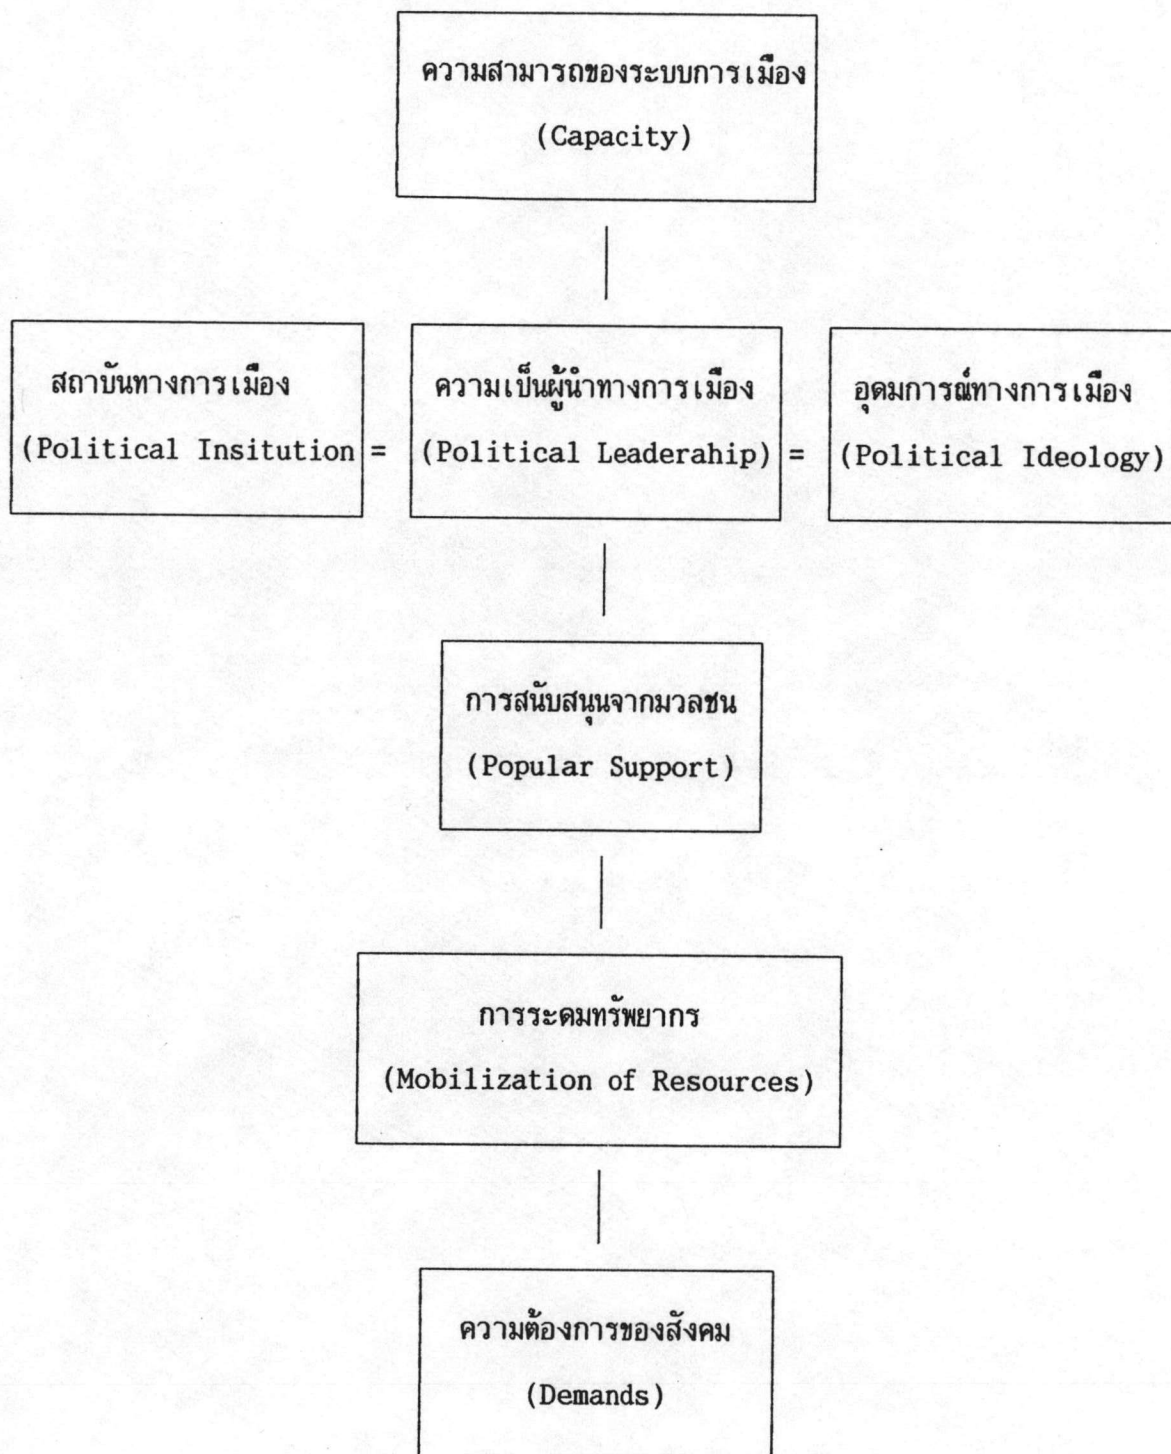 ความสามารถของระบบการเมือง
(Capacity)
สถาบันทางการเมือง
(Political Insitution =
ความเป็นผู้นำทางการเมือง
(Political Leaderahip) =
อุดมการณ์ทางการเมือง
(Political Ideology)
การสนับสนุนจากมวลชน
(Popular Support)
การระดมทรัพยากร
(Mobilization of Resources)
ความต้องการของสังคม
(Demands)